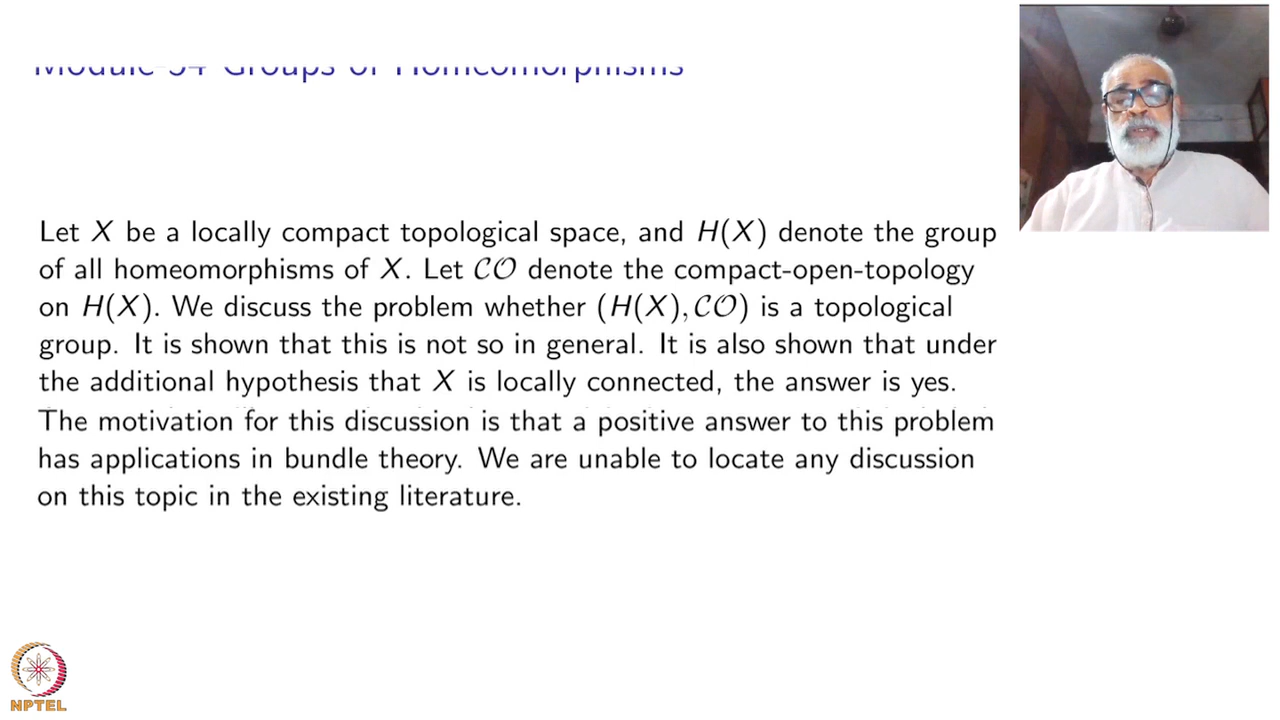 Groups of Homeomorphisms
Let X be a locally compact topological space, and H(X) denote the group
of all homeomorphisms of X. Let CO denote the compact-open-topology
on H(X). We discuss the problem whether (H(X), CO) is a topological
group. It is shown that this is not so in general. It is also shown that under
the additional hypothesis that X is locally connected, the answer is yes.
The motivation for this discussion is that a positive answer to this problem
has applications in bundle theory. We are unable to locate any discussion
on this topic in the existing literature.
NPTEL